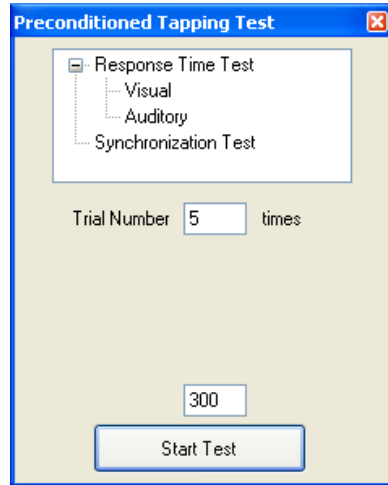 Preconditioned Tapping Test
Response Time Test
Visual
Auditory
Synchronization Test
Trial Number 5 times
300
Start Test